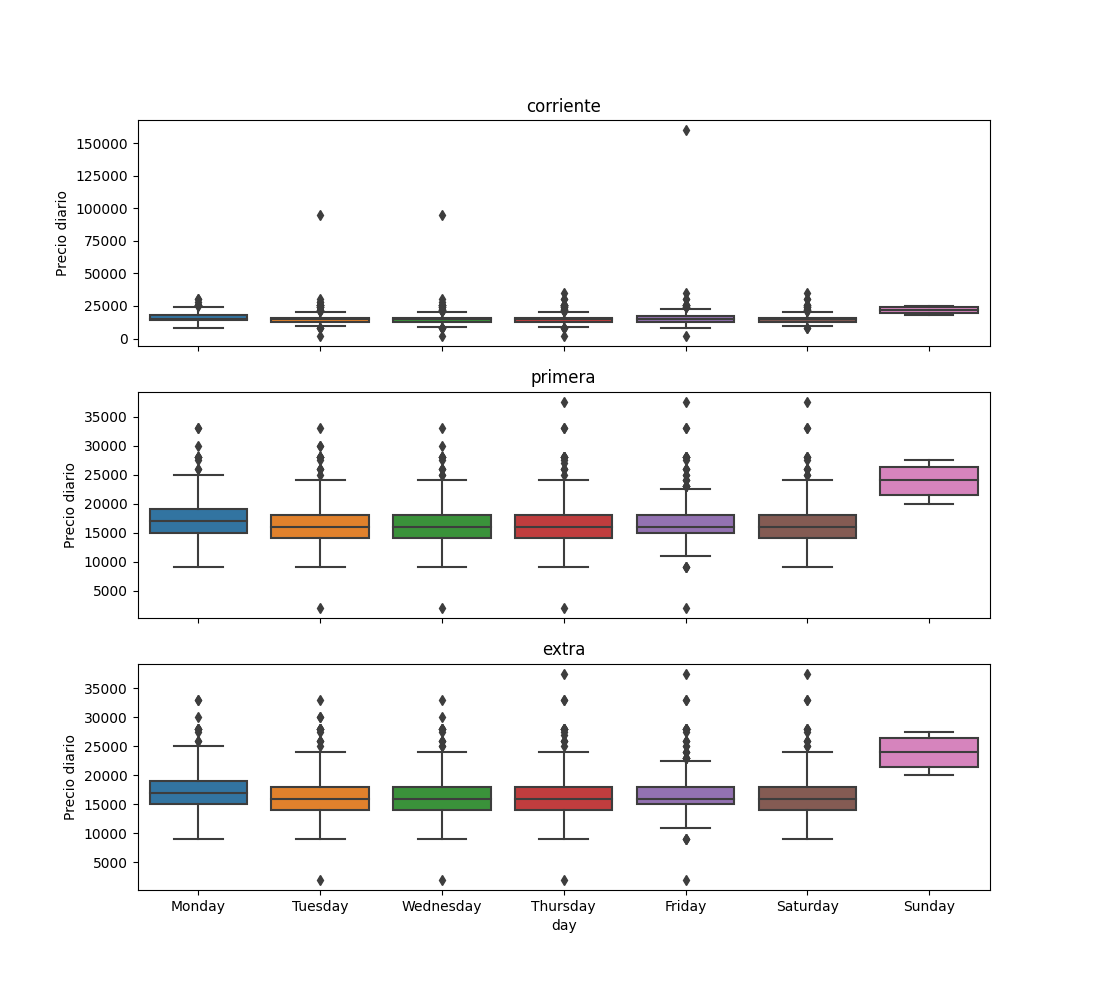 corriente
150000
125000
100000
75000
50000
25000
0
Precio diario
primera
35000
30000
25000
20000
15000
10000
5000
Precio diario
extra
35000
30000
25000
20000
15000
10000
5000
Precio diario
Monday Tuesday Wednesday Thursday Friday Saturday Sunday
day